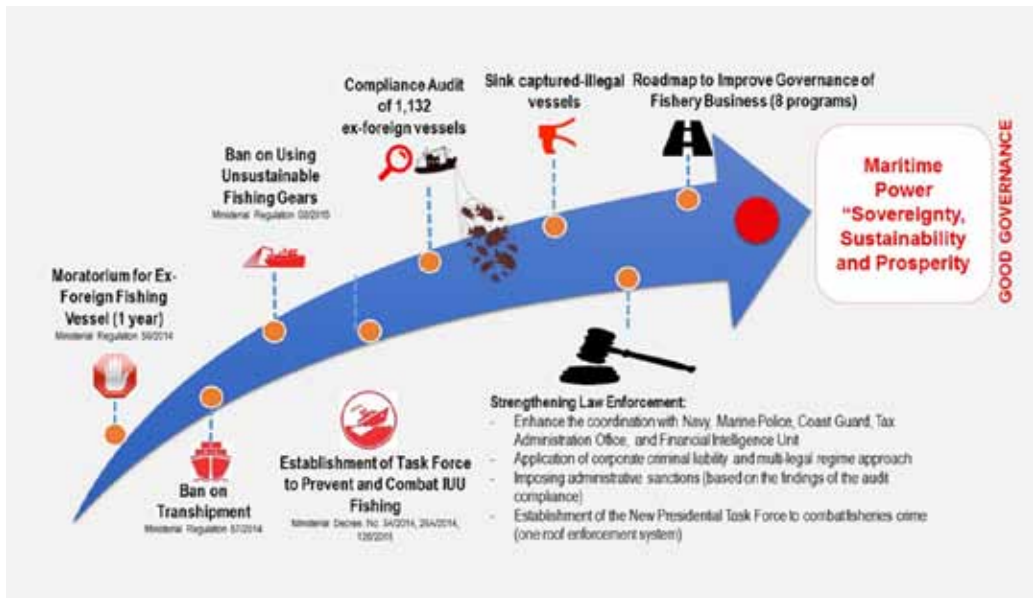 Moratorium for Ex-
Foreign Fishing
Vessel (1 year)
Ministerial Regulation 56/2014
Ban on
Transhipment
Ministerial Regulation 57/2014
Ban on Using
Unsustainable
Fishing Gears
Ministerial Regulation 02/2015
Establishment of Task Force
to Prevent and Combat IUU
Fishing
Ministerial Decree. No.
Compliance Audit
of 1,132
ex-foreign vessels
Sink captured-illegal
vessels
Strengthening Law Enforcement:
- Enhance the coordination with Navy, Marine Police, Coast Guard, Tax
Administration Office, and Financial Intelligence Unit
- Application of corporate criminal liability and multi-legal regime approach
- Imposing administrative sanctions (based on the findings of the audit
compliance)
- Establishment of the New Presidential Task Force to combat fisheries crime
(one roof enforcement system)
Roadmap to Improve Governance of
Fishery Business (8 programs)
Maritime
Power
“Sovereignty,
Sustainability
and Prosperity
GOOD GOVERNANCE